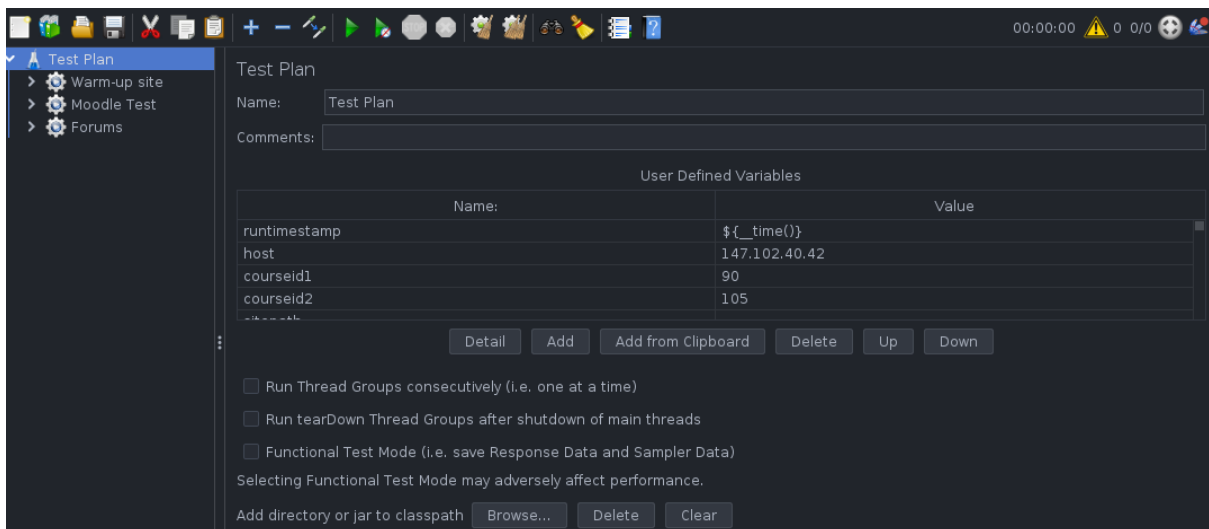 00:00:00 0 0/0
Test Plan
Warm-up site
Moodle Test
Forums
Test Plan
Name: Test Plan
Comments:
User Defined Variables
Name: Value
runtimestamp ${__time()}
host 147.102.40.42
courseid1 90
courseid2 105
Detail Add Add from Clipboard Delete Up Down
Run Thread Groups consecutively (i.e. one at a time)
Run tearDown Thread Groups after shutdown of main threads
Functional Test Mode (i.e. save Response Data and Sampler Data)
Selecting Functional Test Mode may adversely affect performance.
Add directory or jar to classpath Browse... Delete Clear